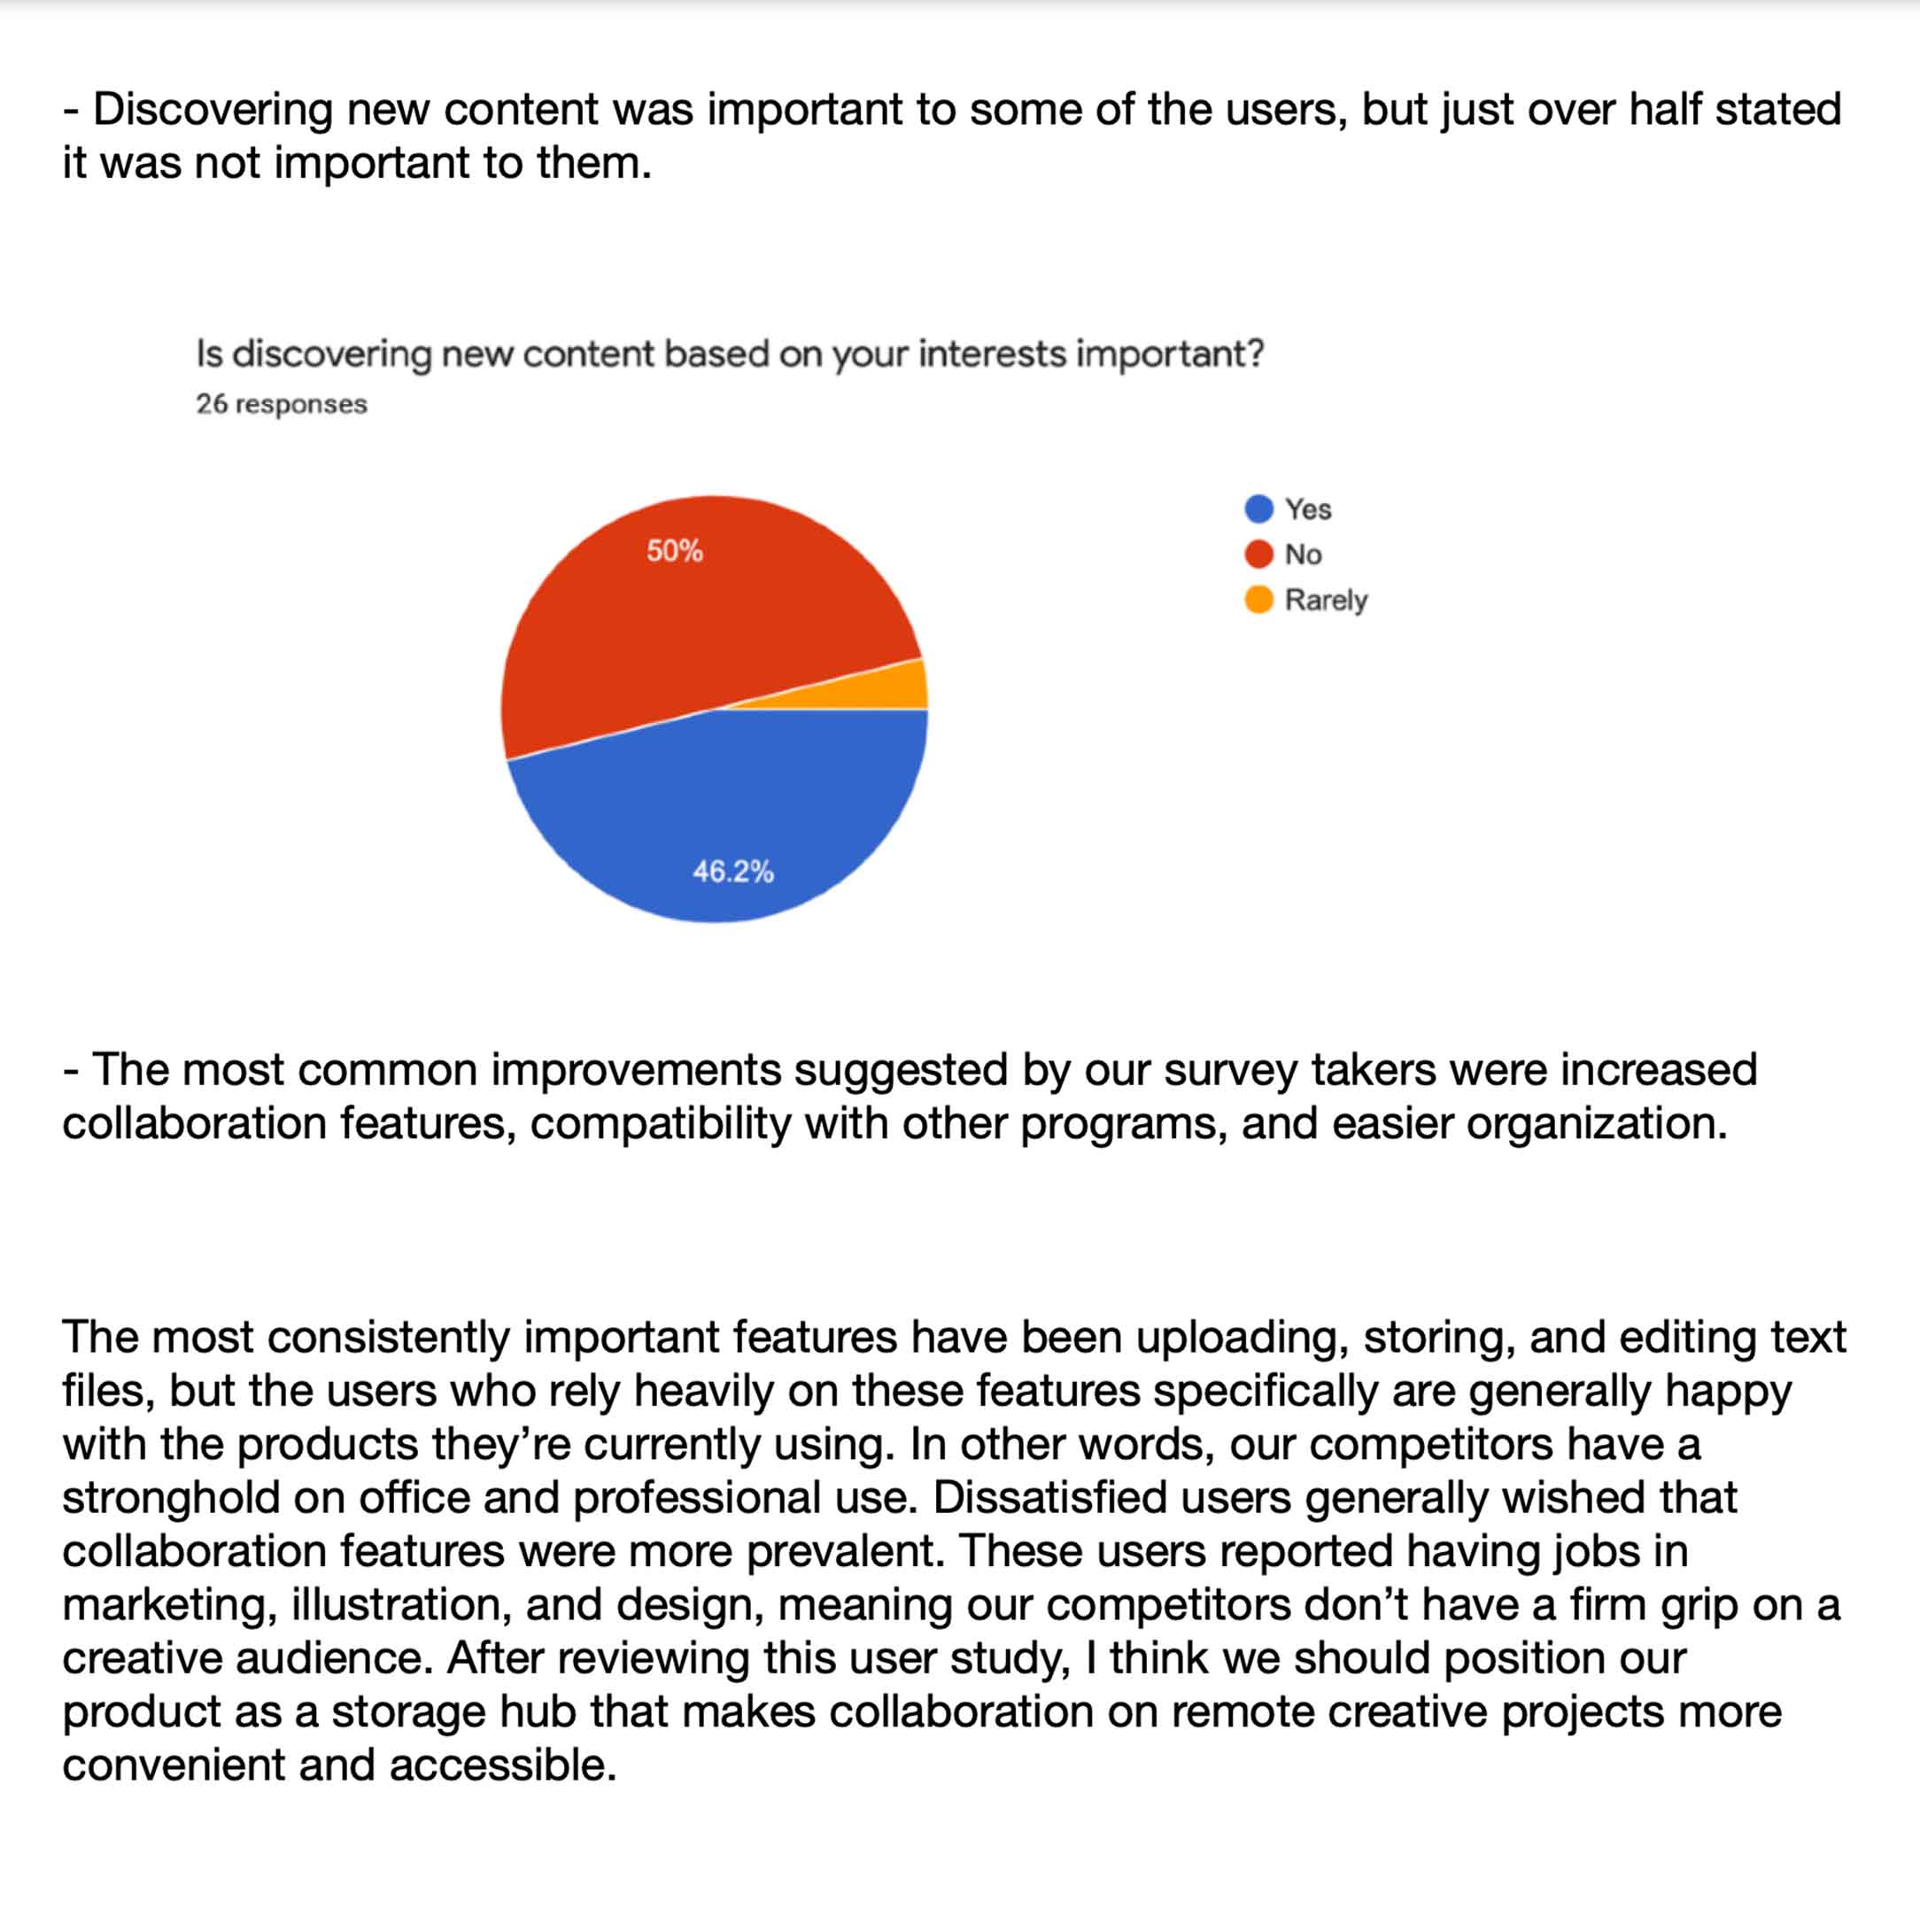 - Discovering new content was important to some of the users, but just over half stated
it was not important to them.
Is discovering new content based on your interests important?
26 responses
50%
46.2%
Yes
No
Rarely
- The most common improvements suggested by our survey takers were increased
collaboration features, compatibility with other programs, and easier organization.
The most consistently important features have been uploading, storing, and editing text
files, but the users who rely heavily on these features specifically are generally happy
with the products they’re currently using. In other words, our competitors have a
stronghold on office and professional use. Dissatisfied users generally wished that
collaboration features were more prevalent. These users reported having jobs in
marketing, illustration, and design, meaning our competitors don’t have a firm grip on a
creative audience. After reviewing this user study, I think we should position our
product as a storage hub that makes collaboration on remote creative projects more
convenient and accessible.